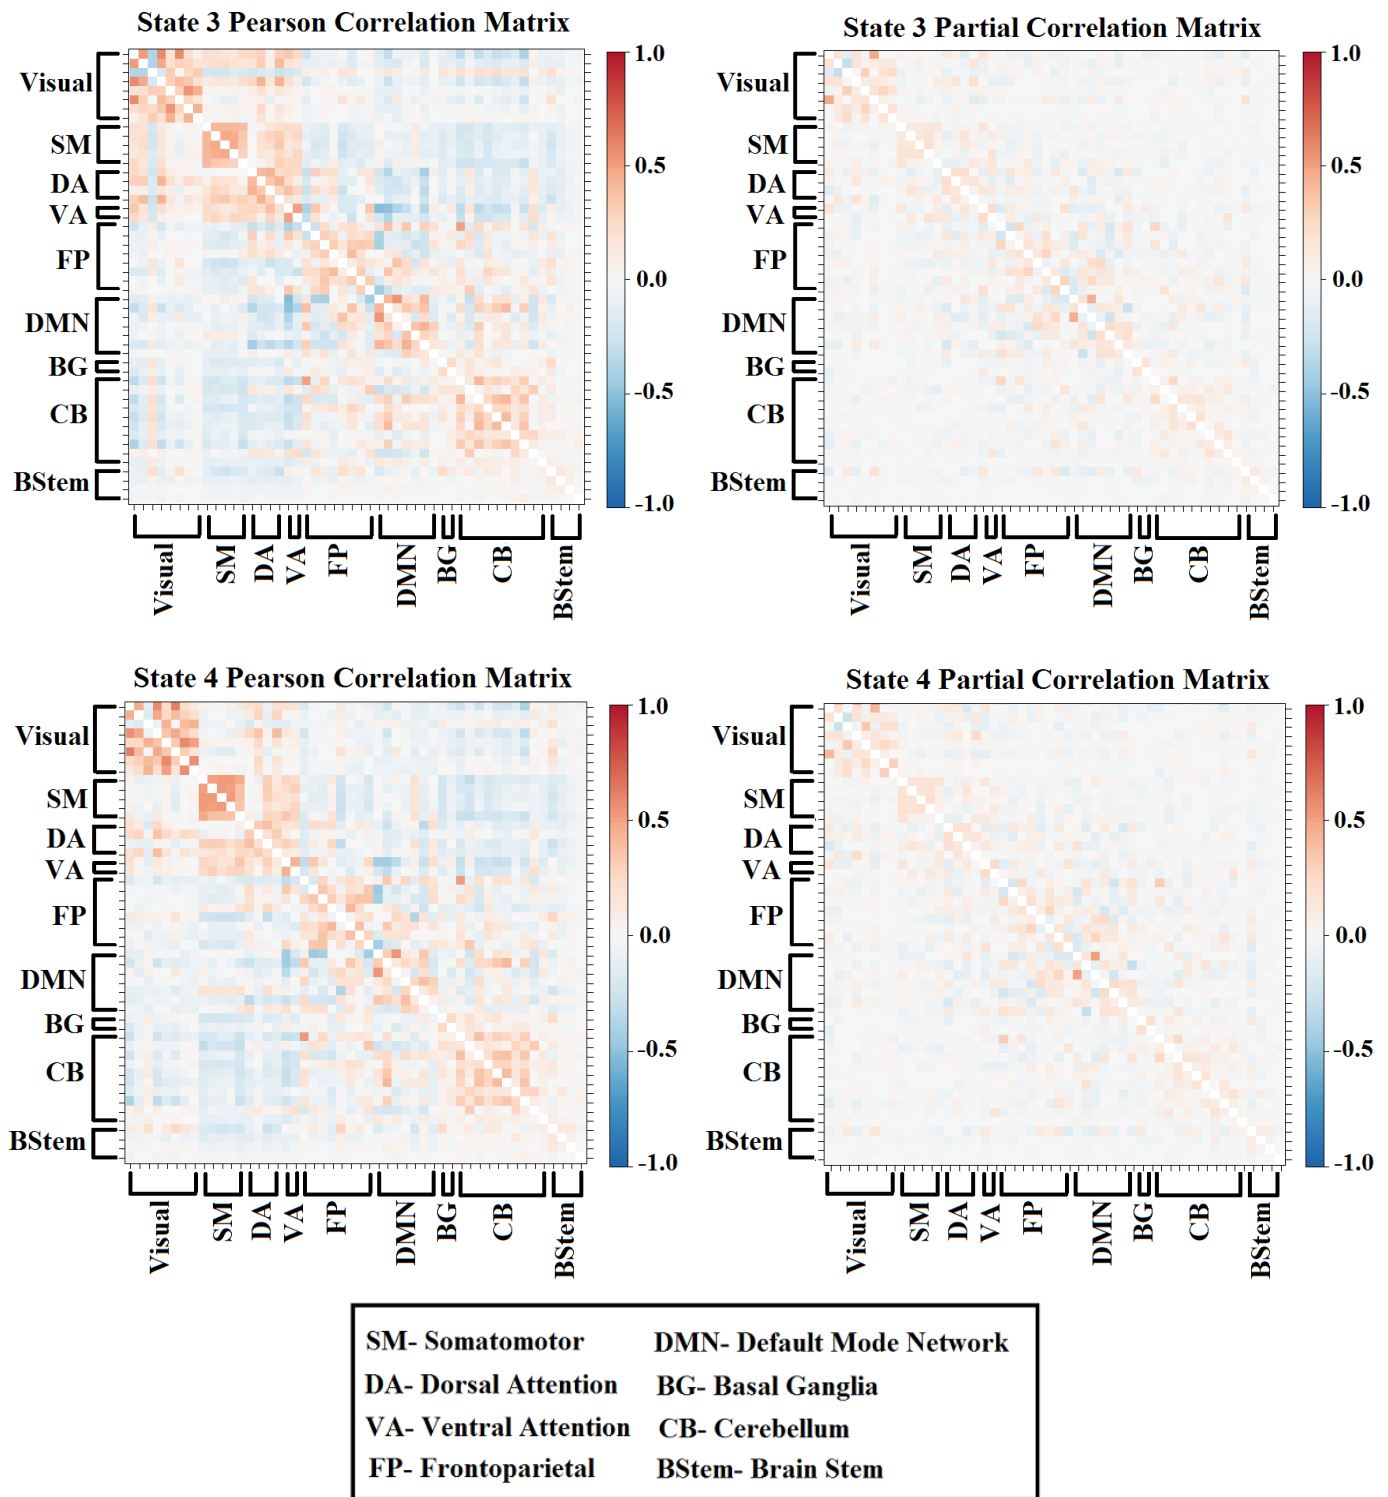 State 3 Pearson Correlation Matrix
Visual
SM
DA
VA
FP
DMN
BG
CB
BStem
1.0
0.5
0.0
-0.5
-1.0
Visual
SM
DA
VA
FP
DMN
BG
CB
BStem
State 3 Partial Correlation Matrix
Visual
SM
DA
VA
FP
DMN
BG
CB
BStem
1.0
0.5
0.0
-0.5
-1.0
Visual
SM
DA
VA
FP
DMN
BG
CB
BStem
State 4 Pearson Correlation Matrix
Visual
SM
DA
VA
FP
DMN
BG
CB
BStem
1.0
0.5
0.0
-0.5
-1.0
Visual
SM
DA
VA
FP
DMN
BG
CB
BStem
State 4 Partial Correlation Matrix
Visual
SM
DA
VA
FP
DMN
BG
CB
BStem
1.0
0.5
0.0
-0.5
-1.0
Visual
SM
DA
VA
FP
DMN
BG
CB
BStem
SM- Somatomotor
DMN- Default Mode Network
DA- Dorsal Attention
BG- Basal Ganglia
VA- Ventral Attention
CB- Cerebellum
FP- Frontoparietal
BStem- Brain Stem